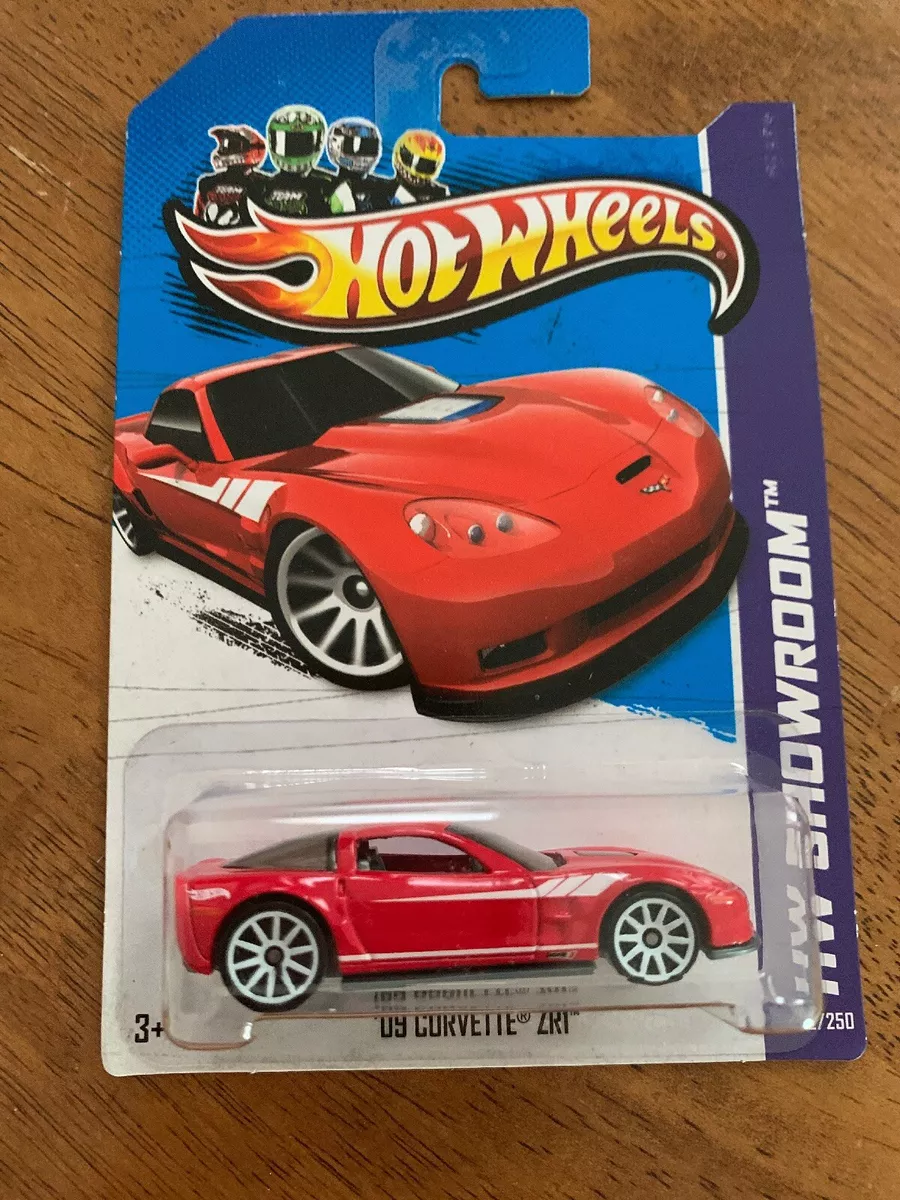 HOT WHEELS®
HW SHOWROOM™
3+
'09 CORVETTE® ZR1™
/250